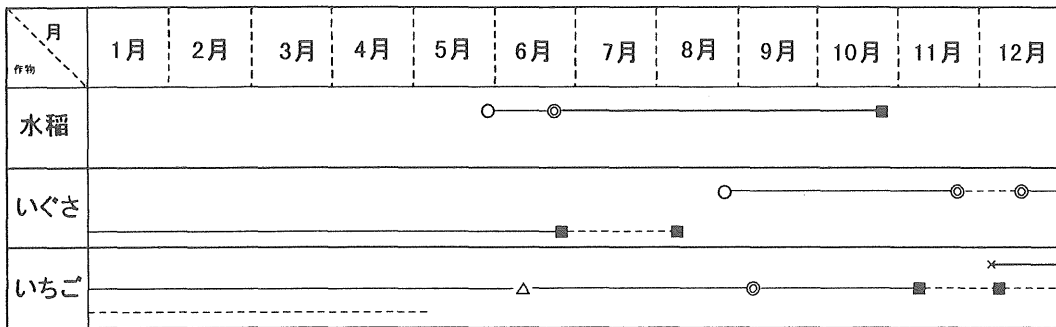 月
作物
1月 2月 3月 4月 5月 6月 7月 8月 9月 10月 11月 12月
水稲
いぐさ
いちご